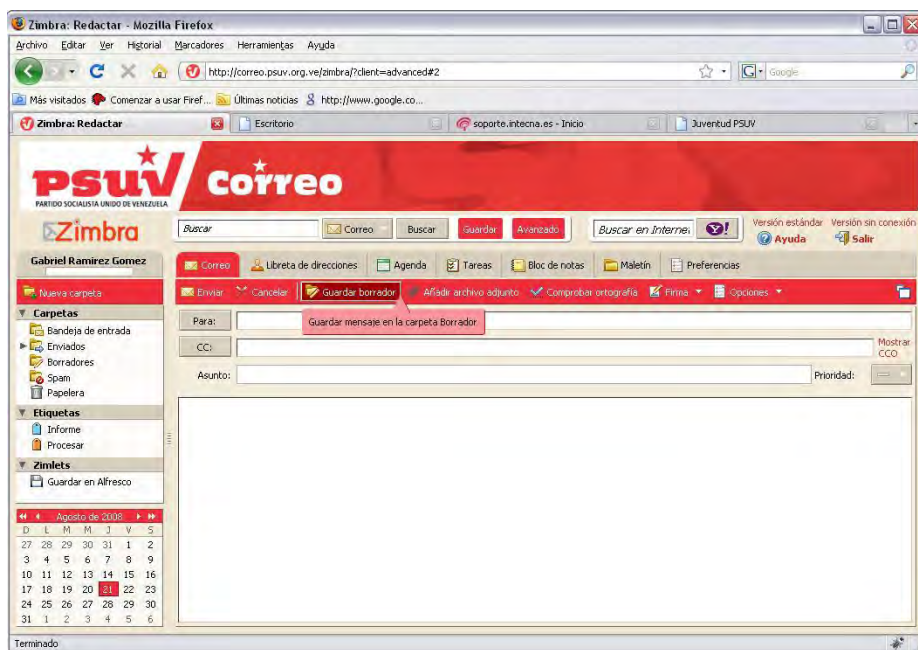 Zimbra: Redactar - Mozilla Firefox
Archivo Editar Ver Historial Marcadores Herramientas Ayuda
http://correo.psuv.org.ve/zimbra/?client=advanced#2
G Google
Más visitados Comenzar a usar Firef... Últimas noticias http://www.google.co...
Zimbra: Redactar Escritorio soporte.intecna.es - Inicio Juventud PSUV
PSUV Correo
PARTIDO SOCIALISTA UNIDO DE VENEZUELA
Zimbra Buscar Correo Buscar Guardar Avanzado Buscar en Internet Y! Versión estándar Versión sin conexión
Ayuda Salir
Gabriel Ramirez Gomez
Correo Libreta de direcciones Agenda Tareas Bloc de notas Maletín Preferencias
Nueva carpeta
Enviar Cancelar Guardar borrador Añadir archivo adjunto Comprobar ortografía Firma Opciones
Guardar mensaje en la carpeta Borrador
Para:
CC:
Mostrar
CCO
Asunto: Prioridad:
Carpetas
Bandeja de entrada
Enviados
Borradores
Spam
Papelera
Etiquetas
Informe
Procesar
Zimlets
Guardar en Alfresco
Agosto de 2008
D L M M J V S
27 28 29 30 31 1 2
3 4 5 6 7 8 9
10 11 12 13 14 15 16
17 18 19 20 21 22 23
24 25 26 27 28 29 30
31 1 2 3 4 5 6
Terminado